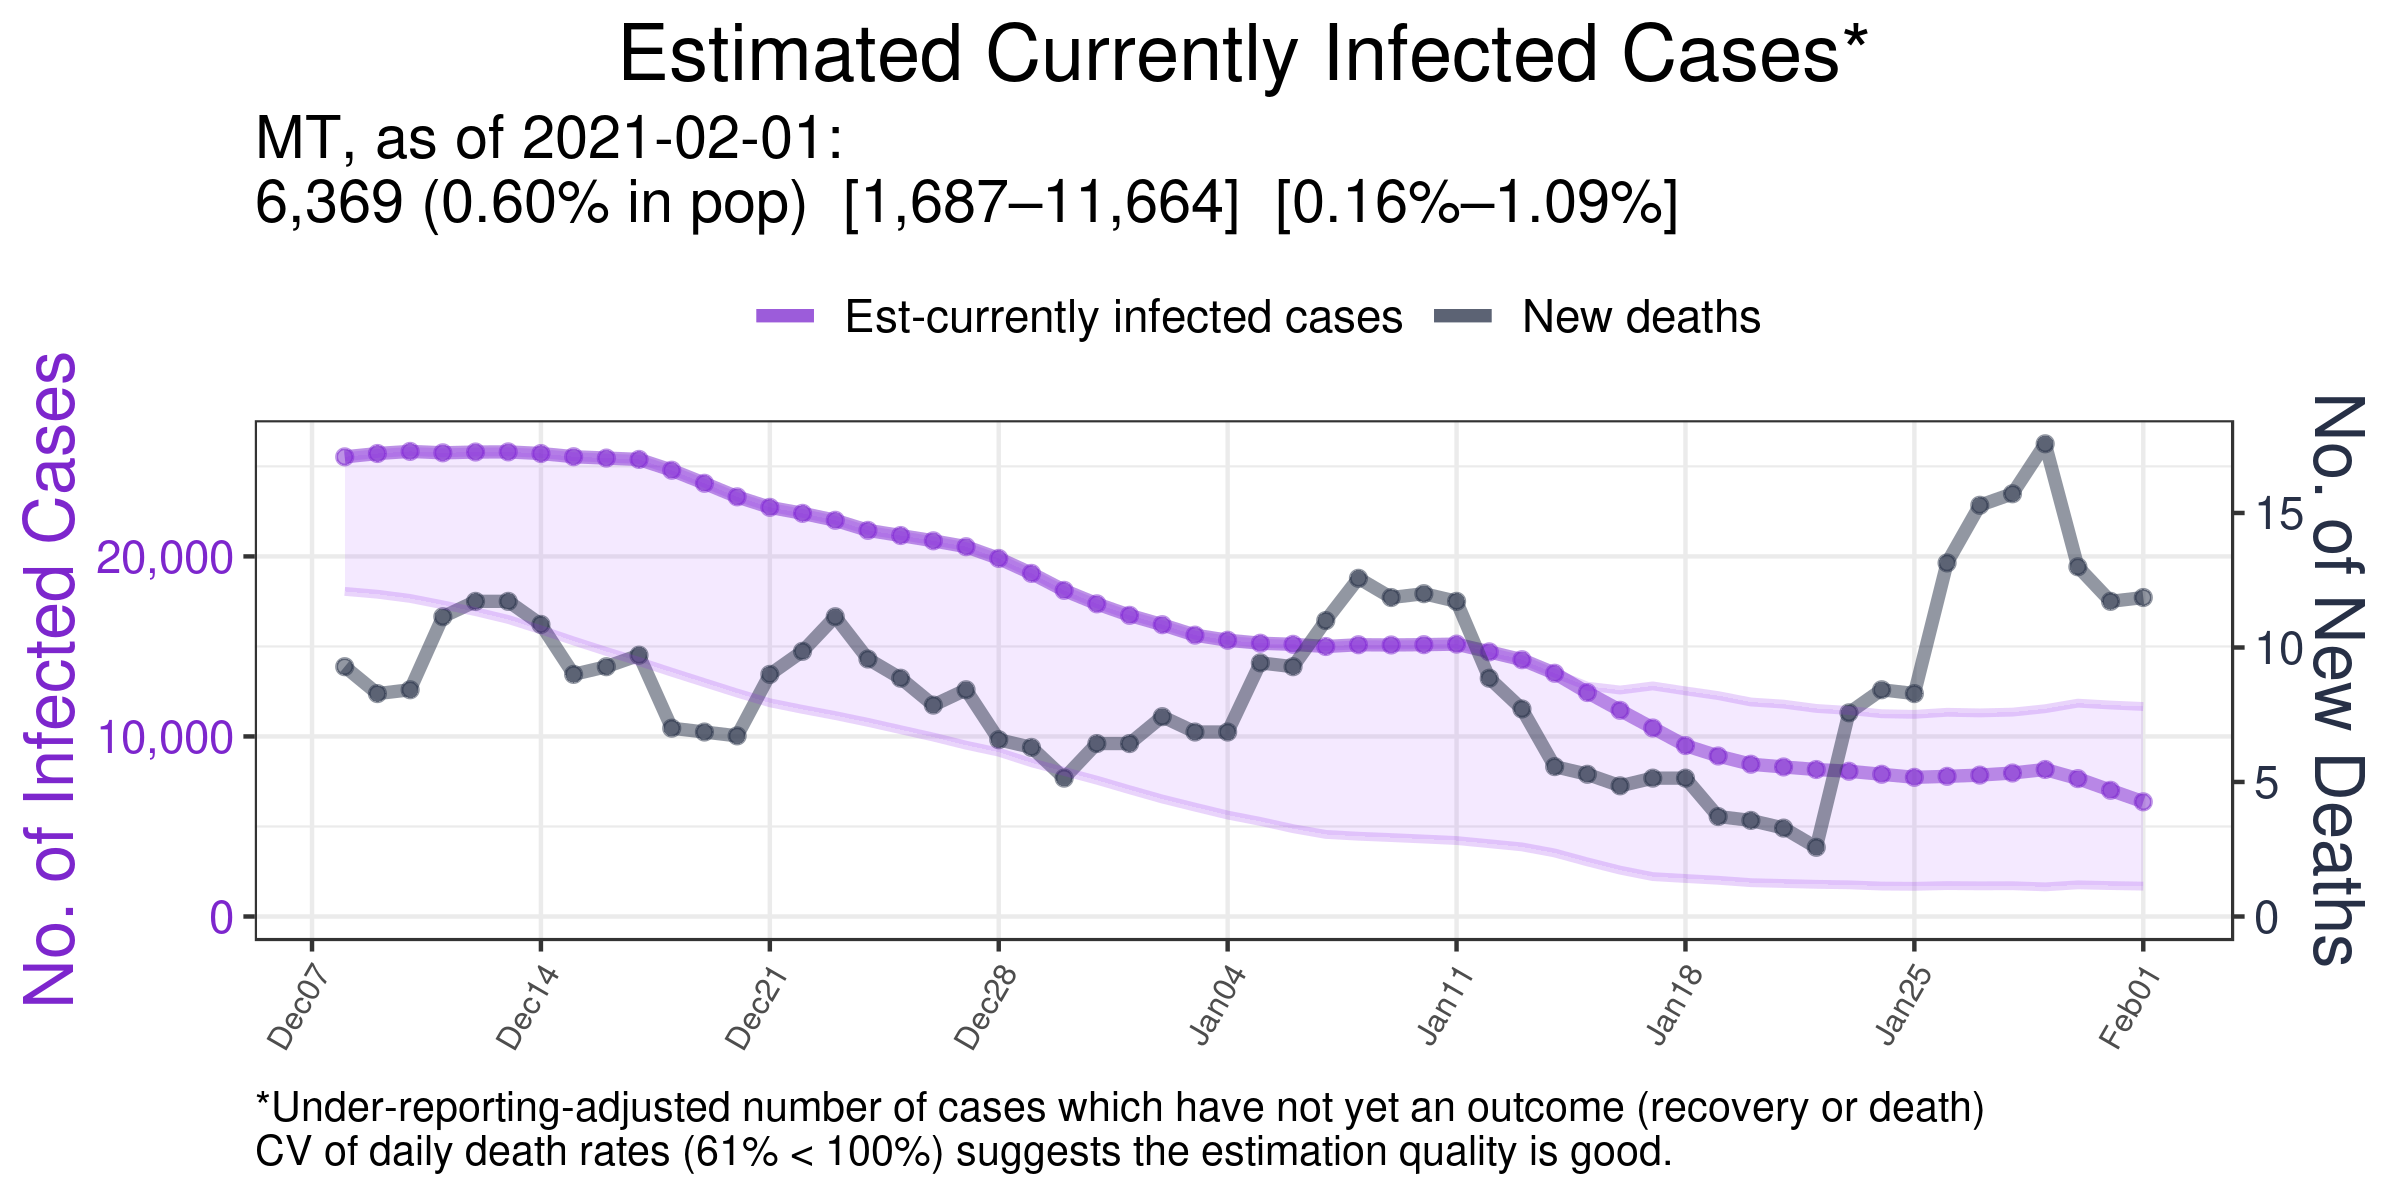 Estimated Currently Infected Cases*
MT, as of 2021-02-01:
6,369 (0.60% in pop)  [1,687–11,664]  [0.16%–1.09%]
Est-currently infected cases
New deaths
No. of Infected Cases
20,000
10,000
0
15
10
5
0
No. of New Deaths
Dec07
Dec14
Dec21
Dec28
Jan04
Jan11
Jan18
Jan25
Feb01
*Under-reporting-adjusted number of cases which have not yet an outcome (recovery or death)
CV of daily death rates (61% < 100%) suggests the estimation quality is good.